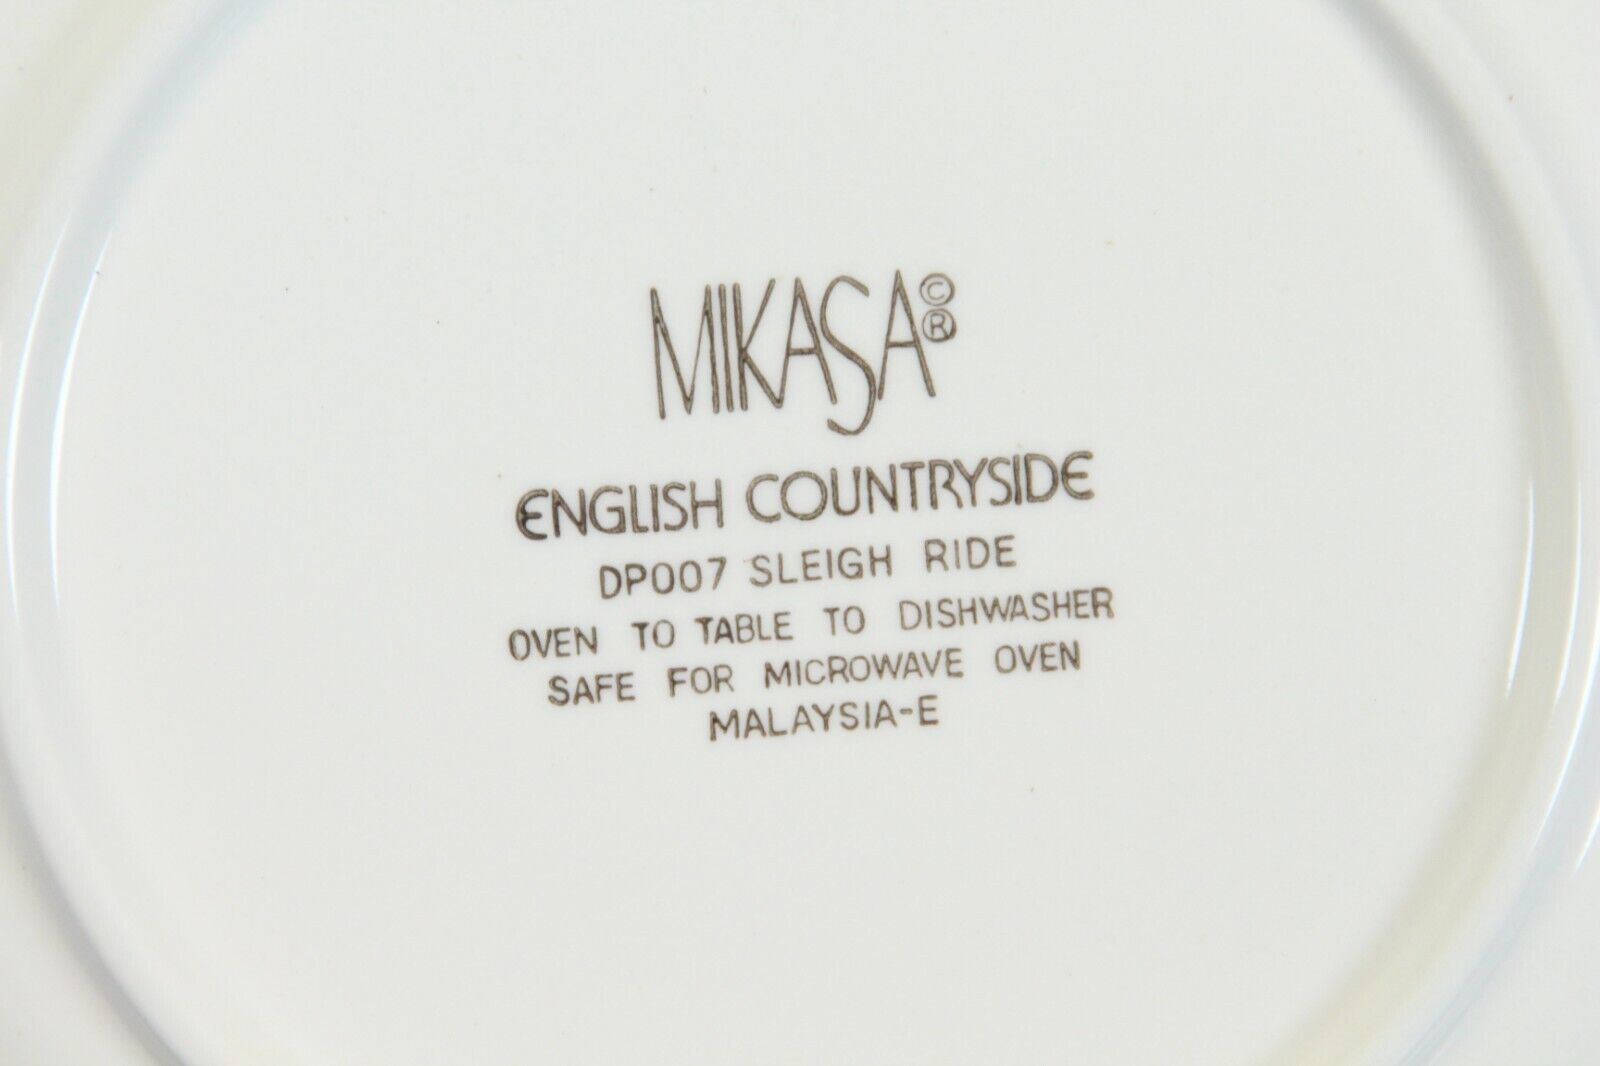 MIKASA©®
ENGLISH COUNTRYSIDE
DP007 SLEIGH RIDE
OVEN TO TABLE TO DISHWASHER
SAFE FOR MICROWAVE OVEN
MALAYSIA-E